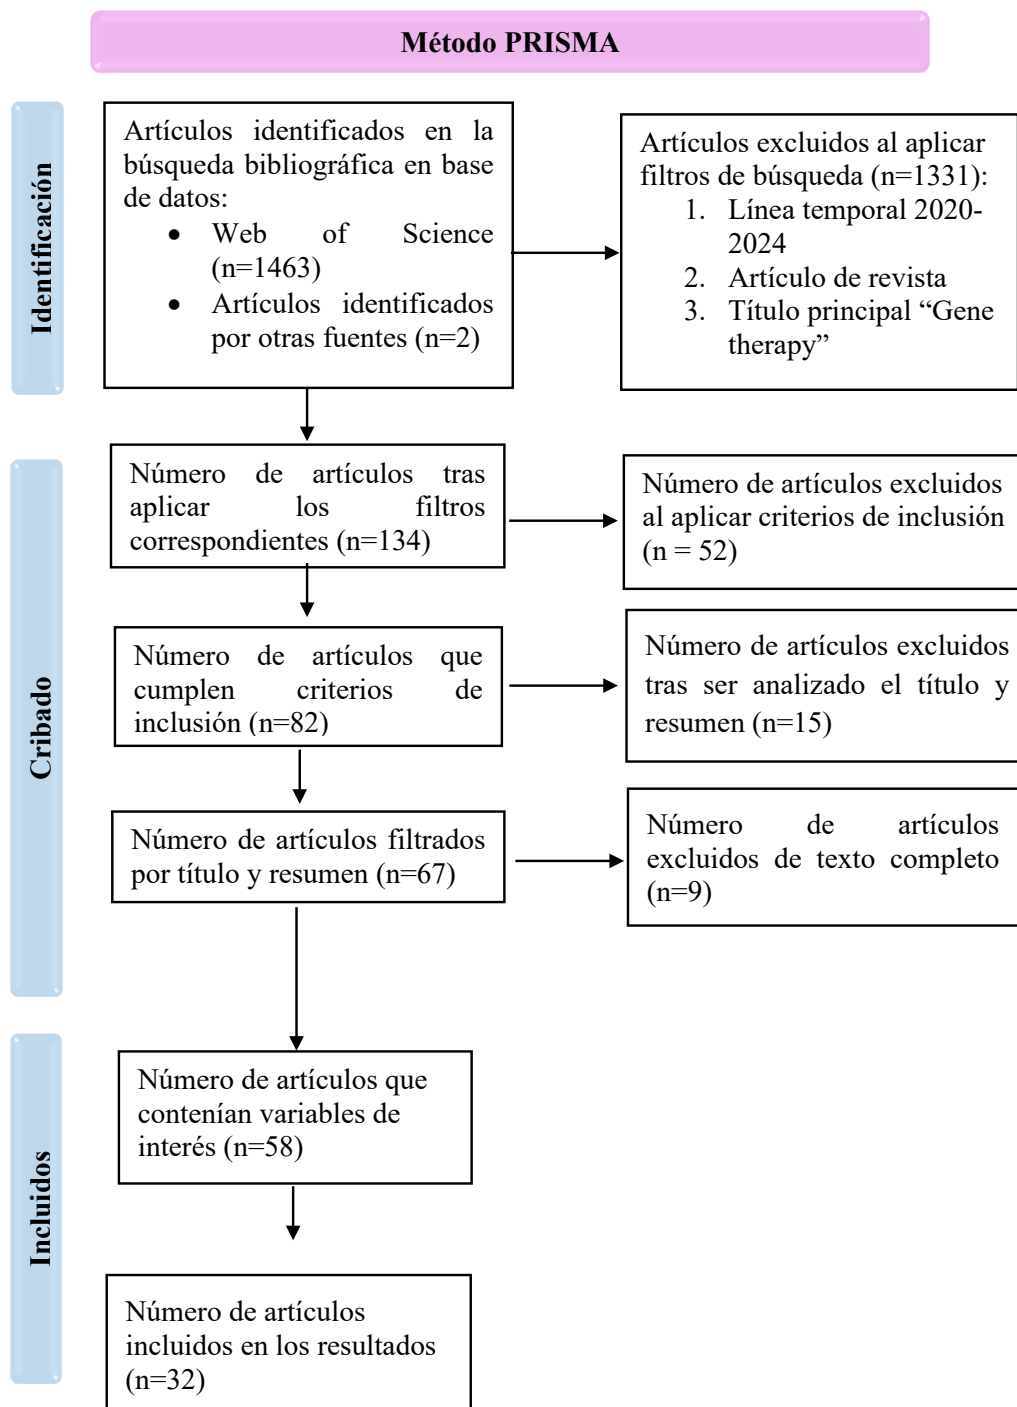 Método PRISMA
Identificación
Artículos identificados en la
búsqueda bibliográfica en base
de datos:
• Web of Science
(n=1463)
• Artículos identificados
por otras fuentes (n=2)
Artículos excluidos al aplicar
filtros de búsqueda (n=1331):
1. Línea temporal 2020-
2024
2. Artículo de revista
3. Título principal “Gene
therapy”
Cribado
Número de artículos tras
aplicar los filtros
correspondientes (n=134)
Número de artículos excluidos
al aplicar criterios de inclusión
(n = 52)
Número de artículos que
cumplen criterios de
inclusión (n=82)
Número de artículos excluidos
tras ser analizado el título y
resumen (n=15)
Número de artículos filtrados
por título y resumen (n=67)
Número de artículos
excluidos de texto completo
(n=9)
Incluidos
Número de artículos que
contenían variables de
interés (n=58)
Número de artículos
incluidos en los resultados
(n=32)